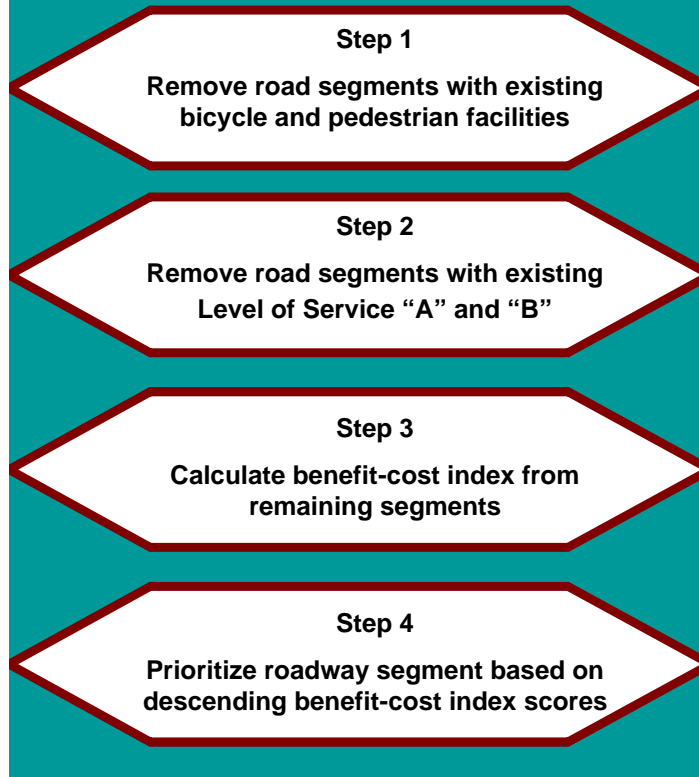 Step 1
Remove road segments with existing
bicycle and pedestrian facilities
Step 2
Remove road segments with existing
Level of Service “A” and “B”
Step 3
Calculate benefit-cost index from
remaining segments
Step 4
Prioritize roadway segment based on
descending benefit-cost index scores